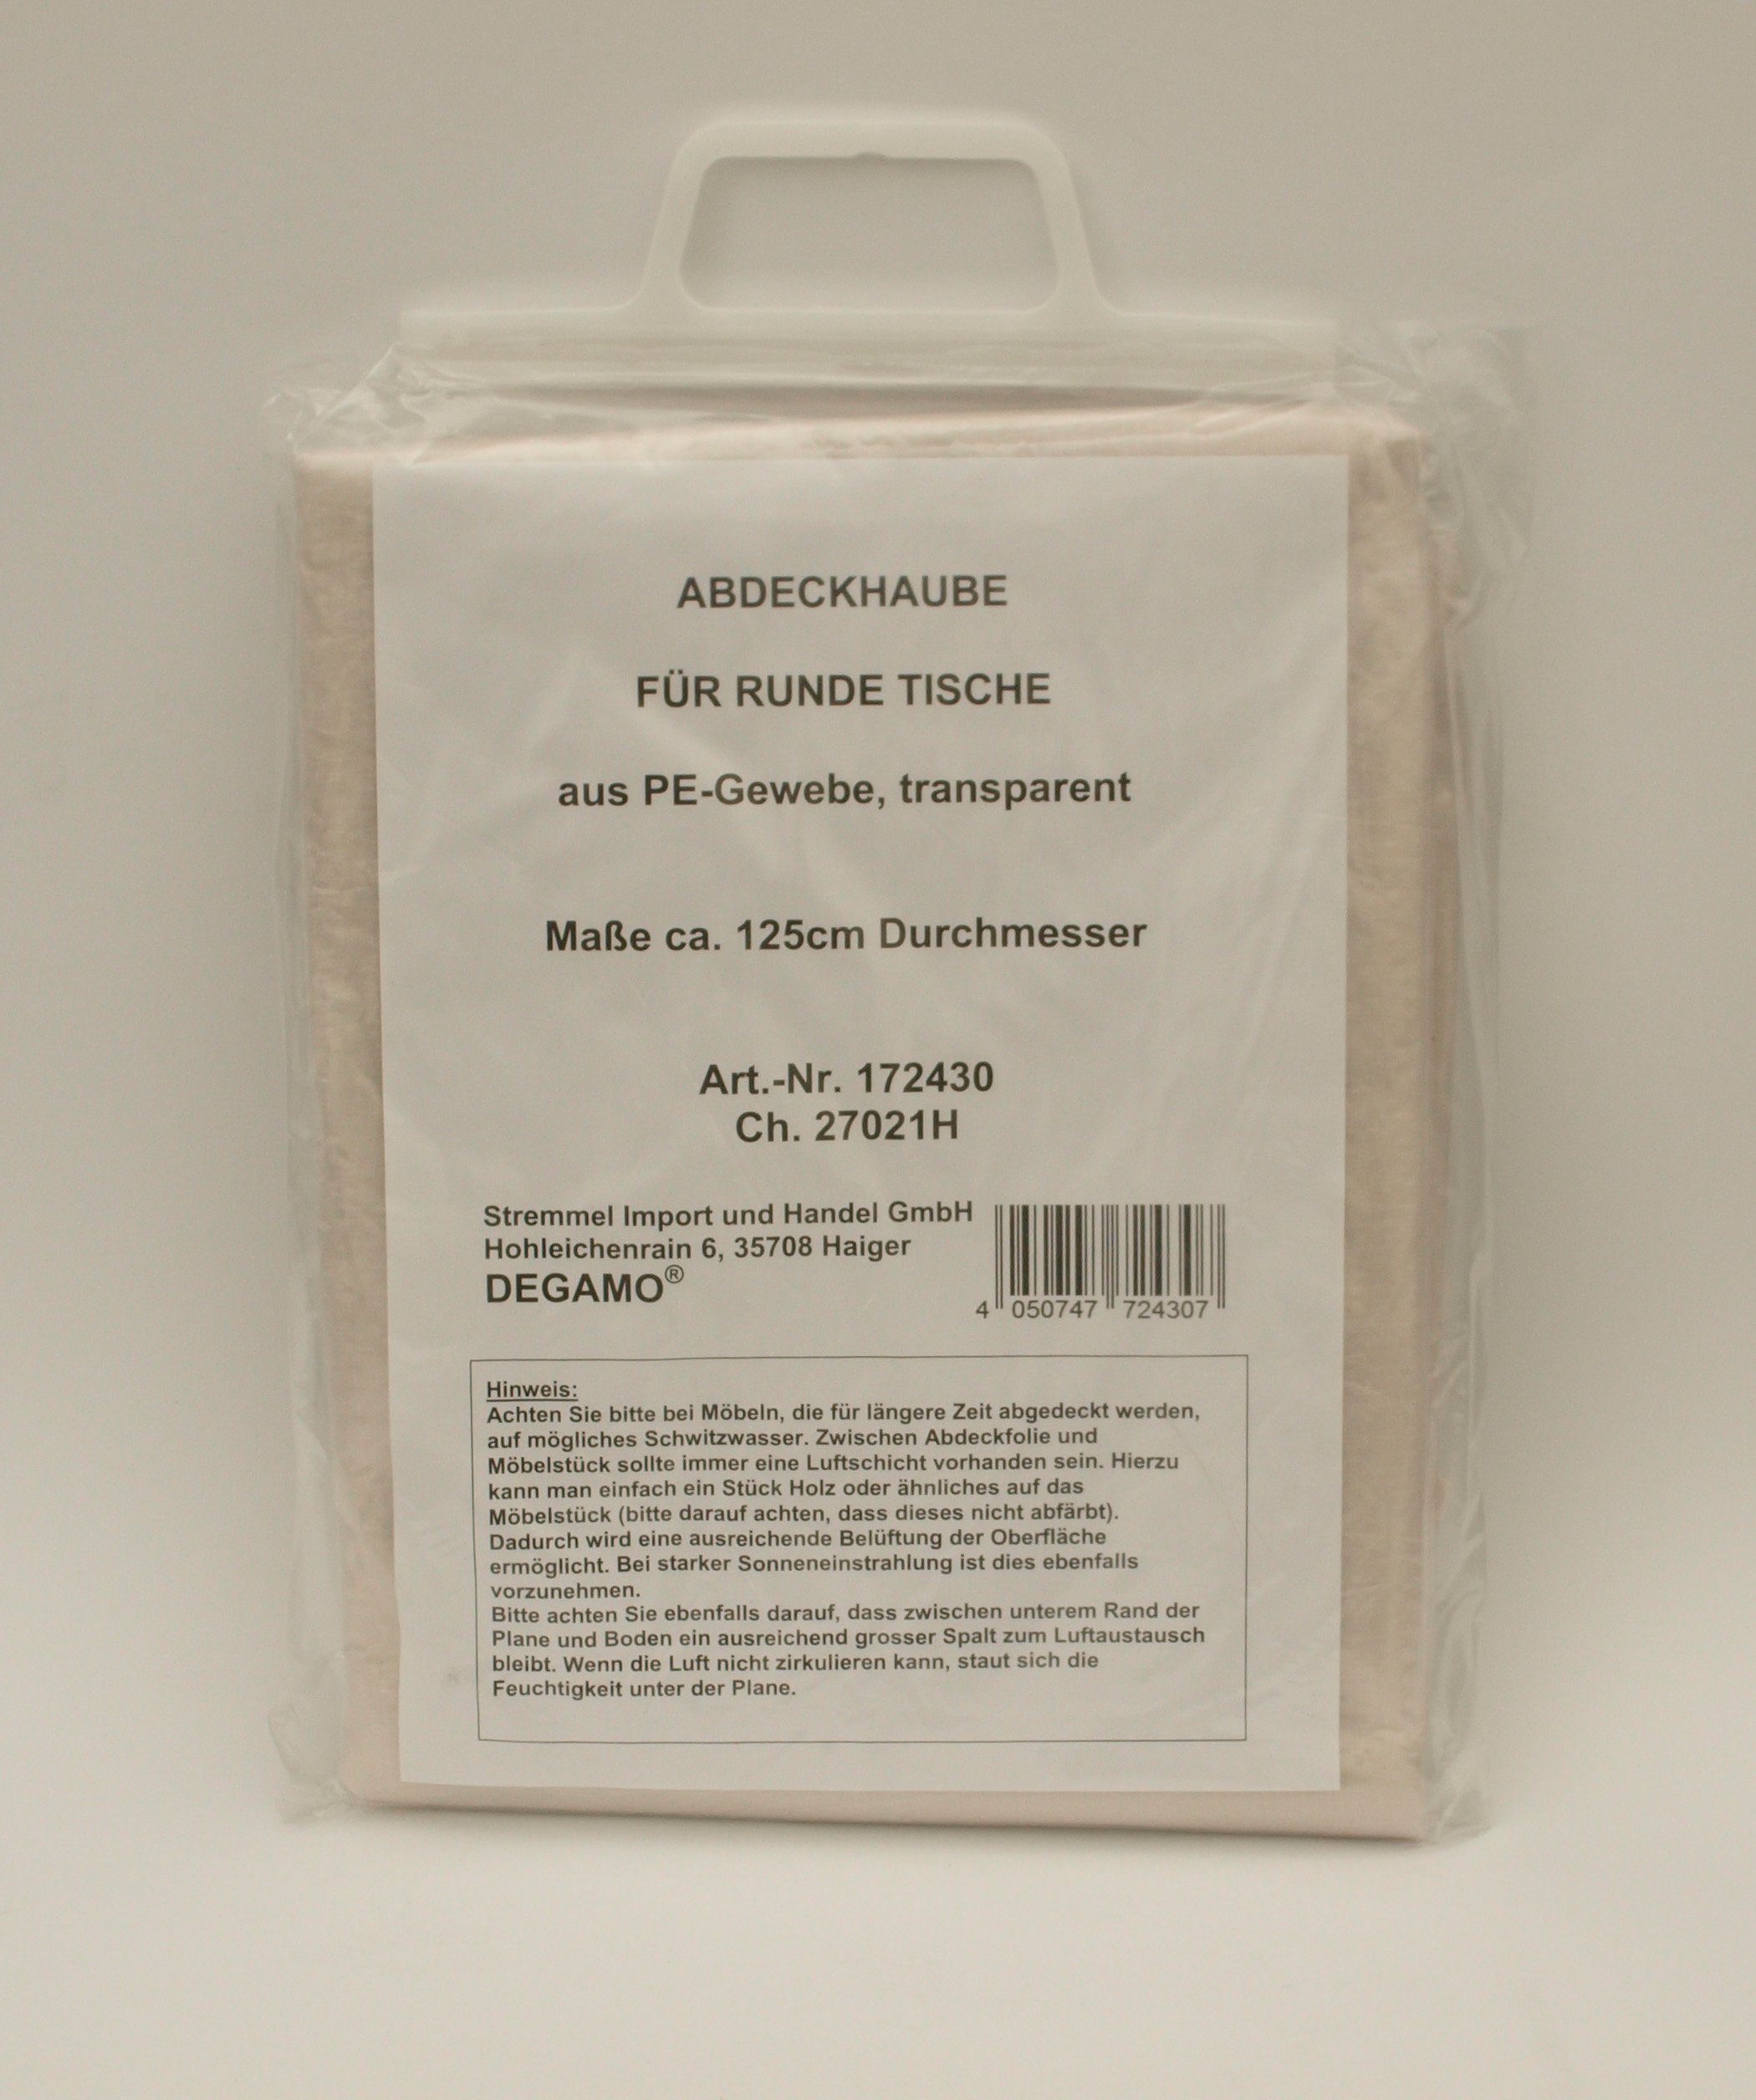 ABDECKHAUBE
FÜR RUNDE TISCHE
aus PE-Gewebe, transparent
Maße ca. 125cm Durchmesser
Art.-Nr. 172430
Ch. 27021H
Stremmel Import und Handel GmbH
Hohleichenrain 6, 35708 Haiger
DEGAMO®
4 050747 724307
Hinweis:
Achten Sie bitte bei Möbeln, die für längere Zeit abgedeckt werden,
auf mögliches Schwitzwasser. Zwischen Abdeckfolie und
Möbelstück sollte immer eine Luftschicht vorhanden sein. Hierzu
kann man einfach ein Stück Holz oder ähnliches auf das
Möbelstück (bitte darauf achten, dass dieses nicht abfärbt).
Dadurch wird eine ausreichende Belüftung der Oberfläche
ermöglicht. Bei starker Sonneneinstrahlung ist dies ebenfalls
vorzunehmen.
Bitte achten Sie ebenfalls darauf, dass zwischen unterem Rand der
Plane und Boden ein ausreichend grosser Spalt zum Luftaustausch
bleibt. Wenn die Luft nicht zirkulieren kann, staut sich die
Feuchtigkeit unter der Plane.